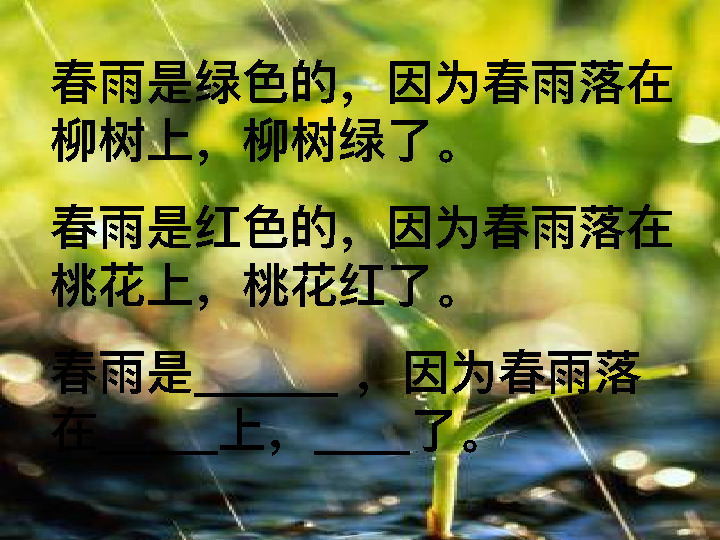 春雨是绿色的，因为春雨落在
柳树上，柳树绿了。
春雨是红色的，因为春雨落在
桃花上，桃花红了。
春雨是______ ，因为春雨落
在_____上，____了。